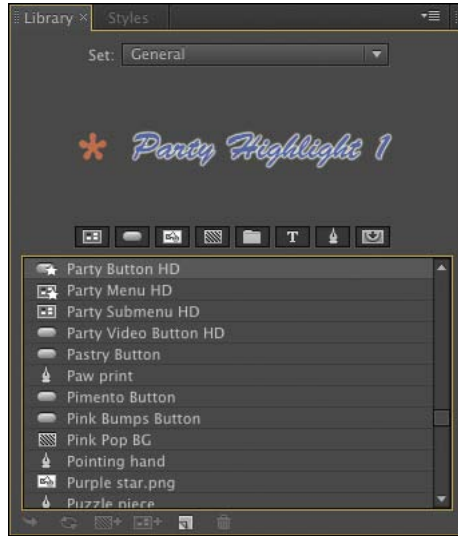 Library × Styles
Set: General
Party Highlight 1
T
Party Button HD
Party Menu HD
Party Submenu HD
Party Video Button HD
Pastry Button
Paw print
Pimento Button
Pink Bumps Button
Pink Pop BG
Pointing hand
Purple star.png
Puzzle piece